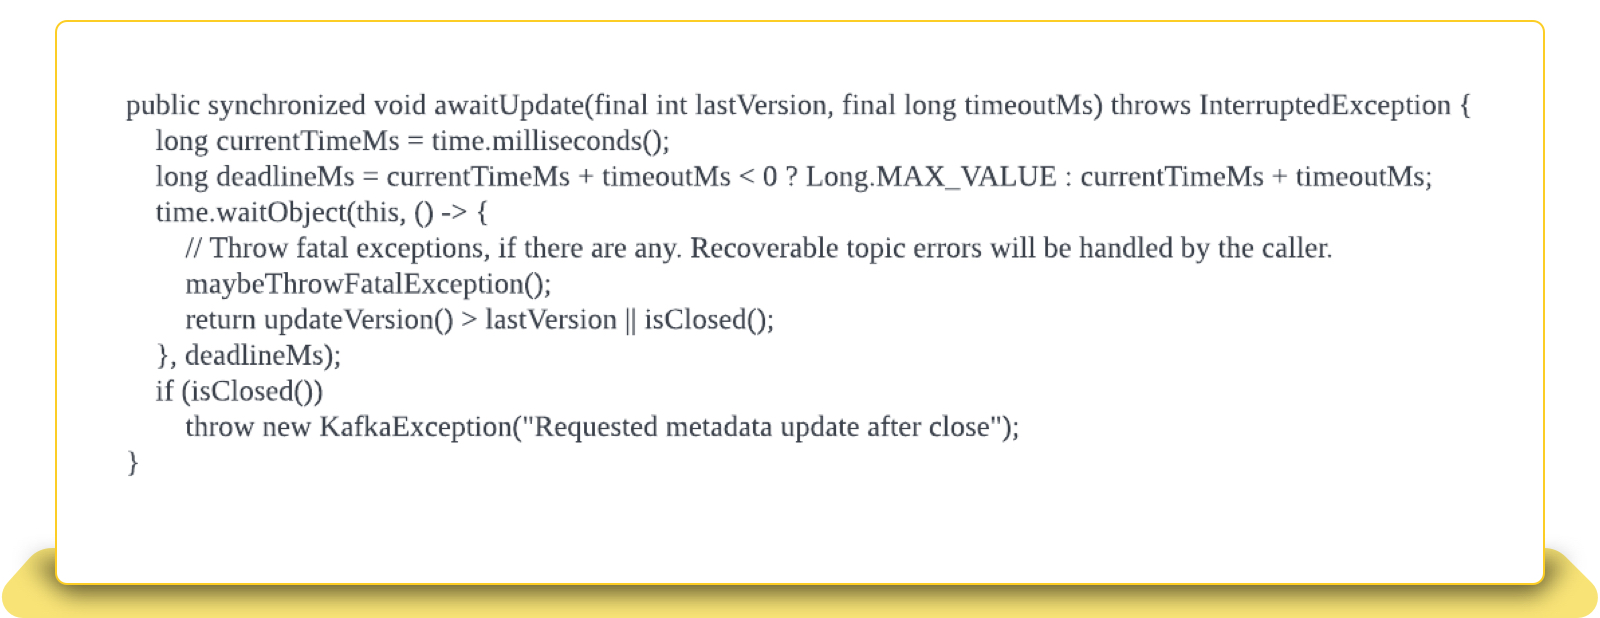 public synchronized void awaitUpdate(final int lastVersion, final long timeoutMs) throws InterruptedException {
long currentTimeMs = time.milliseconds();
long deadlineMs = currentTimeMs + timeoutMs < 0 ? Long.MAX_VALUE : currentTimeMs + timeoutMs;
time.waitObject(this, () -> {
// Throw fatal exceptions, if there are any. Recoverable topic errors will be handled by the caller.
maybeThrowFatalException();
return updateVersion() > lastVersion || isClosed();
}, deadlineMs);
if (isClosed())
throw new KafkaException("Requested metadata update after close");
}